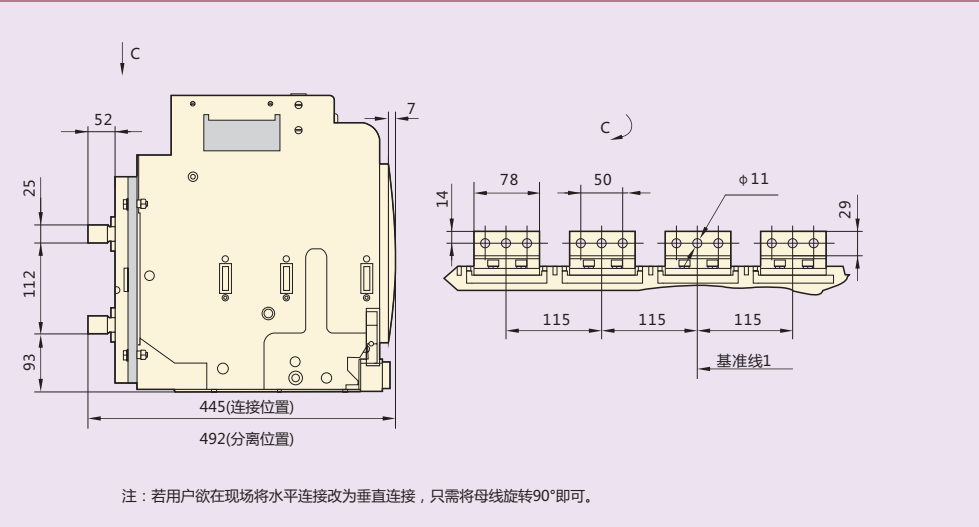 C
7
52
25
112
93
445(连接位置)
492(分离位置)
C
78
50
φ11
14
29
115
115
115
基准线1
注：若用户欲在现场将水平连接改为垂直连接，只需将母线旋转90°即可。